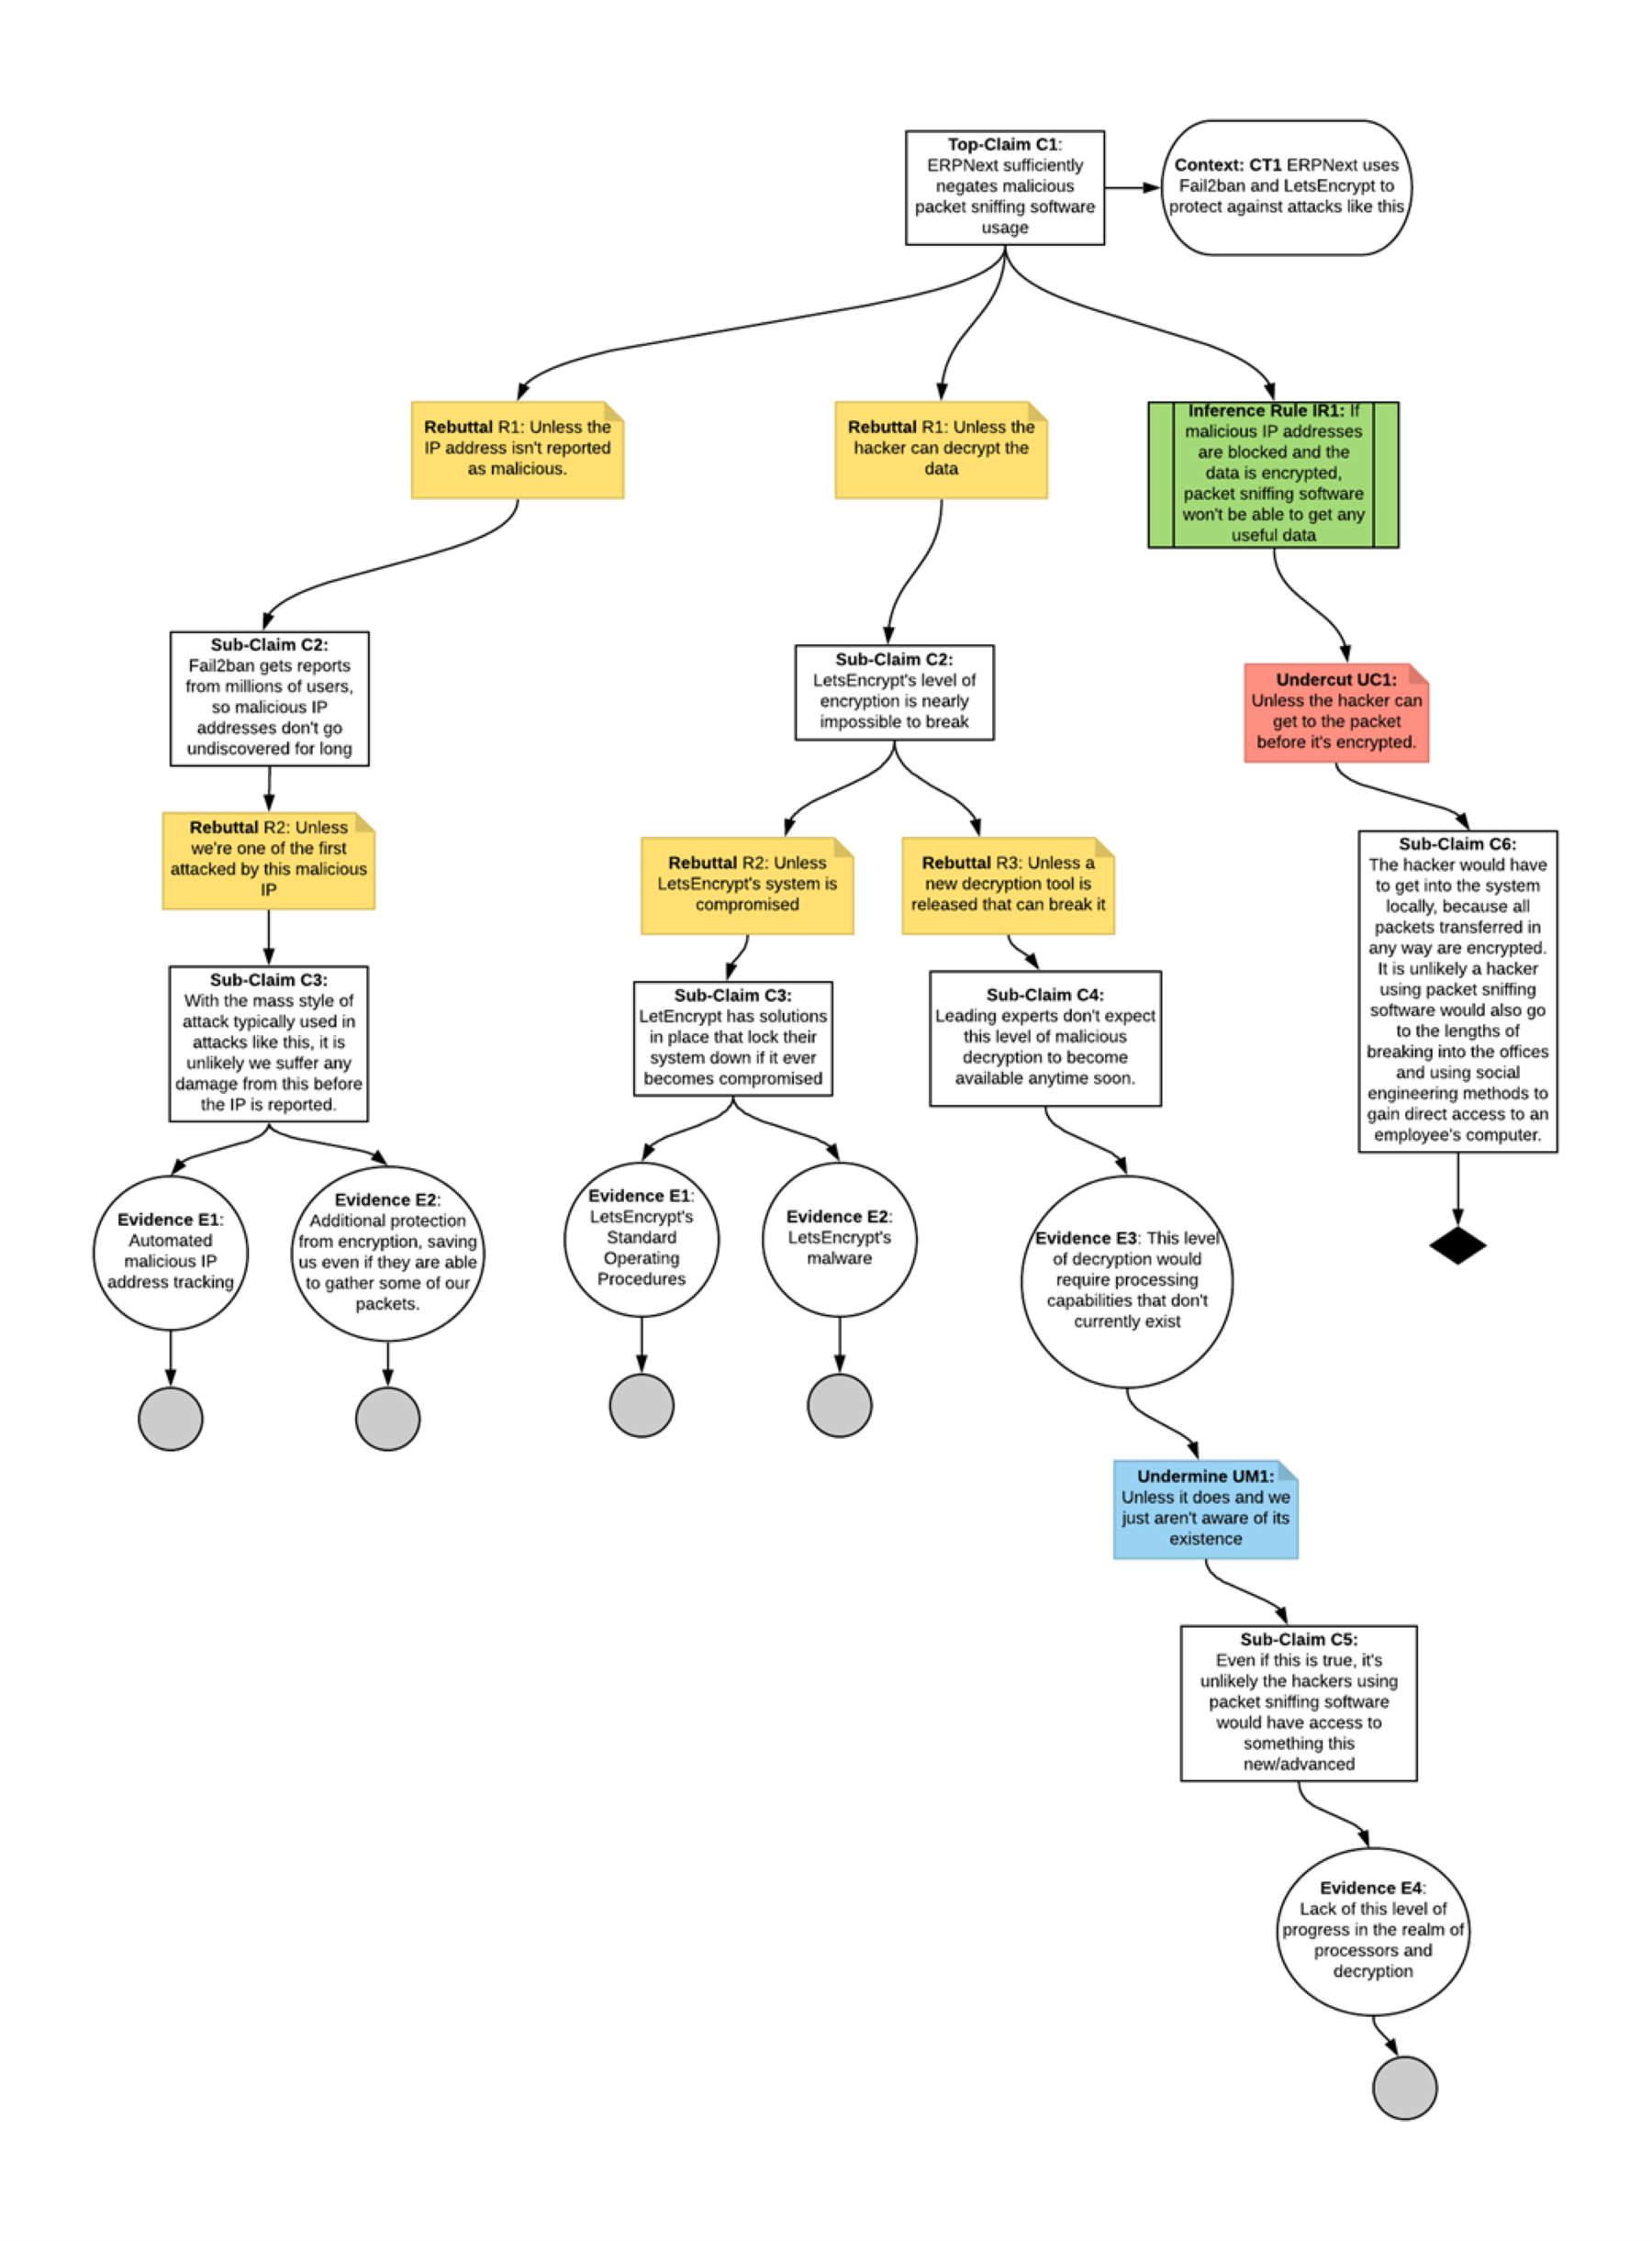 Top-Claim C1:
ERPNext sufficiently
negates malicious
packet sniffing software
usage
Context: CT1 ERPNext uses
Fail2ban and LetsEncrypt to
protect against attacks like this
Rebuttal R1: Unless the
IP address isn't reported
as malicious.
Rebuttal R1: Unless the
hacker can decrypt the
data
Inference Rule IR1: If
malicious IP addresses
are blocked and the
data is encrypted,
packet sniffing software
won't be able to get any
useful data
Sub-Claim C2:
Fail2ban gets reports
from millions of users,
so malicious IP
addresses don't go
undiscovered for long
Sub-Claim C2:
LetsEncrypt's level of
encryption is nearly
impossible to break
Undercut UC1:
Unless the hacker can
get to the packet
before it's encrypted.
Rebuttal R2: Unless
we're one of the first
attacked by this malicious
IP
Rebuttal R2: Unless
LetsEncrypt's system is
compromised
Rebuttal R3: Unless a
new decryption tool is
released that can break it
Sub-Claim C6:
The hacker would have
to get into the system
locally, because all
packets transferred in
any way are encrypted.
It is unlikely a hacker
using packet sniffing
software would also go
to the lengths of
breaking into the offices
and using social
engineering methods to
gain direct access to an
employee's computer.
Sub-Claim C3:
With the mass style of
attack typically used in
attacks like this, it is
unlikely we suffer any
damage from this before
the IP is reported.
Sub-Claim C3:
LetEncrypt has solutions
in place that lock their
system down if it ever
becomes compromised
Sub-Claim C4:
Leading experts don't expect
this level of malicious
decryption to become
available anytime soon.
Evidence E1:
Automated
malicious IP
address tracking
Evidence E2:
Additional protection
from encryption, saving
us even if they are able
to gather some of our
packets.
Evidence E1:
LetsEncrypt's
Standard
Operating
Procedures
Evidence E2:
LetsEncrypt's
malware
Evidence E3: This level
of decryption would
require processing
capabilities that don't
currently exist
Undermine UM1:
Unless it does and we
just aren't aware of its
existence
Sub-Claim C5:
Even if this is true, it's
unlikely the hackers using
packet sniffing software
would have access to
something this
new/advanced
Evidence E4:
Lack of this level of
progress in the realm of
processors and
decryption